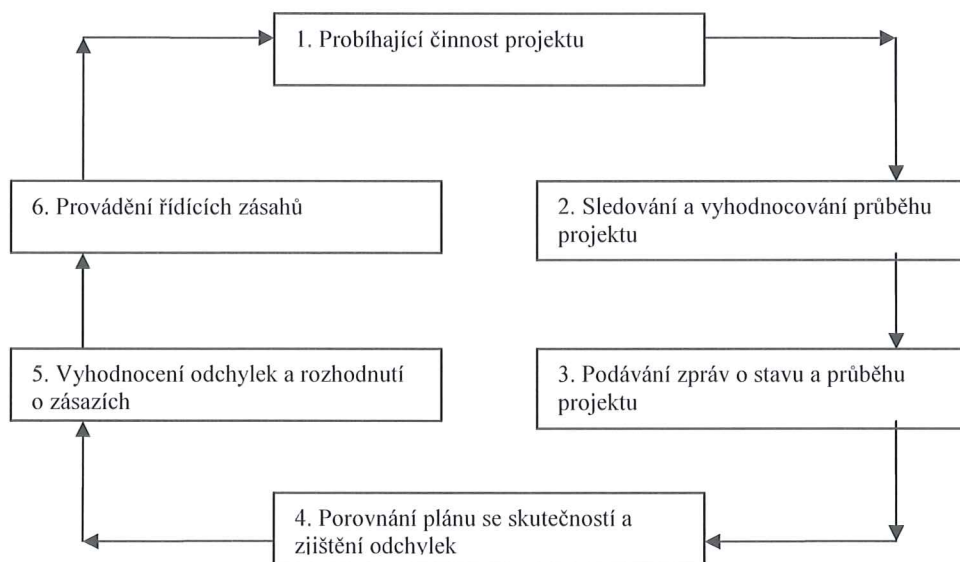 1. Probíhající činnost projektu
2. Sledování a vyhodnocování průběhu
projektu
3. Podávání zpráv o stavu a průběhu
projektu
4. Porovnání plánu se skutečností a
zjištění odchylek
5. Vyhodnocení odchylek a rozhodnutí
o zásazích
6. Provádění řídících zásahů